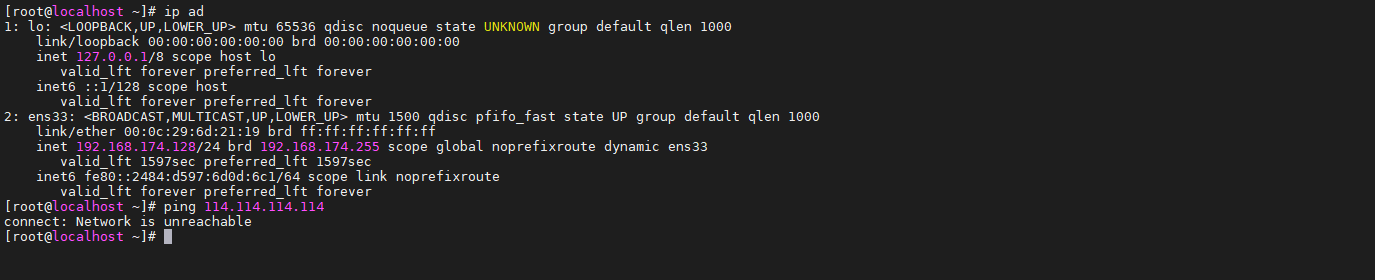 [root@localhost ~]# ip ad
1: lo: <LOOPBACK,UP,LOWER_UP> mtu 65536 qdisc noqueue state UNKNOWN group default qlen 1000
    link/loopback 00:00:00:00:00:00 brd 00:00:00:00:00:00
    inet 127.0.0.1/8 scope host lo
       valid_lft forever preferred_lft forever
    inet6 ::1/128 scope host
       valid_lft forever preferred_lft forever
2: ens33: <BROADCAST,MULTICAST,UP,LOWER_UP> mtu 1500 qdisc pfifo_fast state UP group default qlen 1000
    link/ether 00:0c:29:6d:21:19 brd ff:ff:ff:ff:ff:ff
    inet 192.168.174.128/24 brd 192.168.174.255 scope global noprefixroute dynamic ens33
       valid_lft 1597sec preferred_lft 1597sec
    inet6 fe80::2484:d597:6d0d:6c1/64 scope link noprefixroute
       valid_lft forever preferred_lft forever
[root@localhost ~]# ping 114.114.114.114
connect: Network is unreachable
[root@localhost ~]#